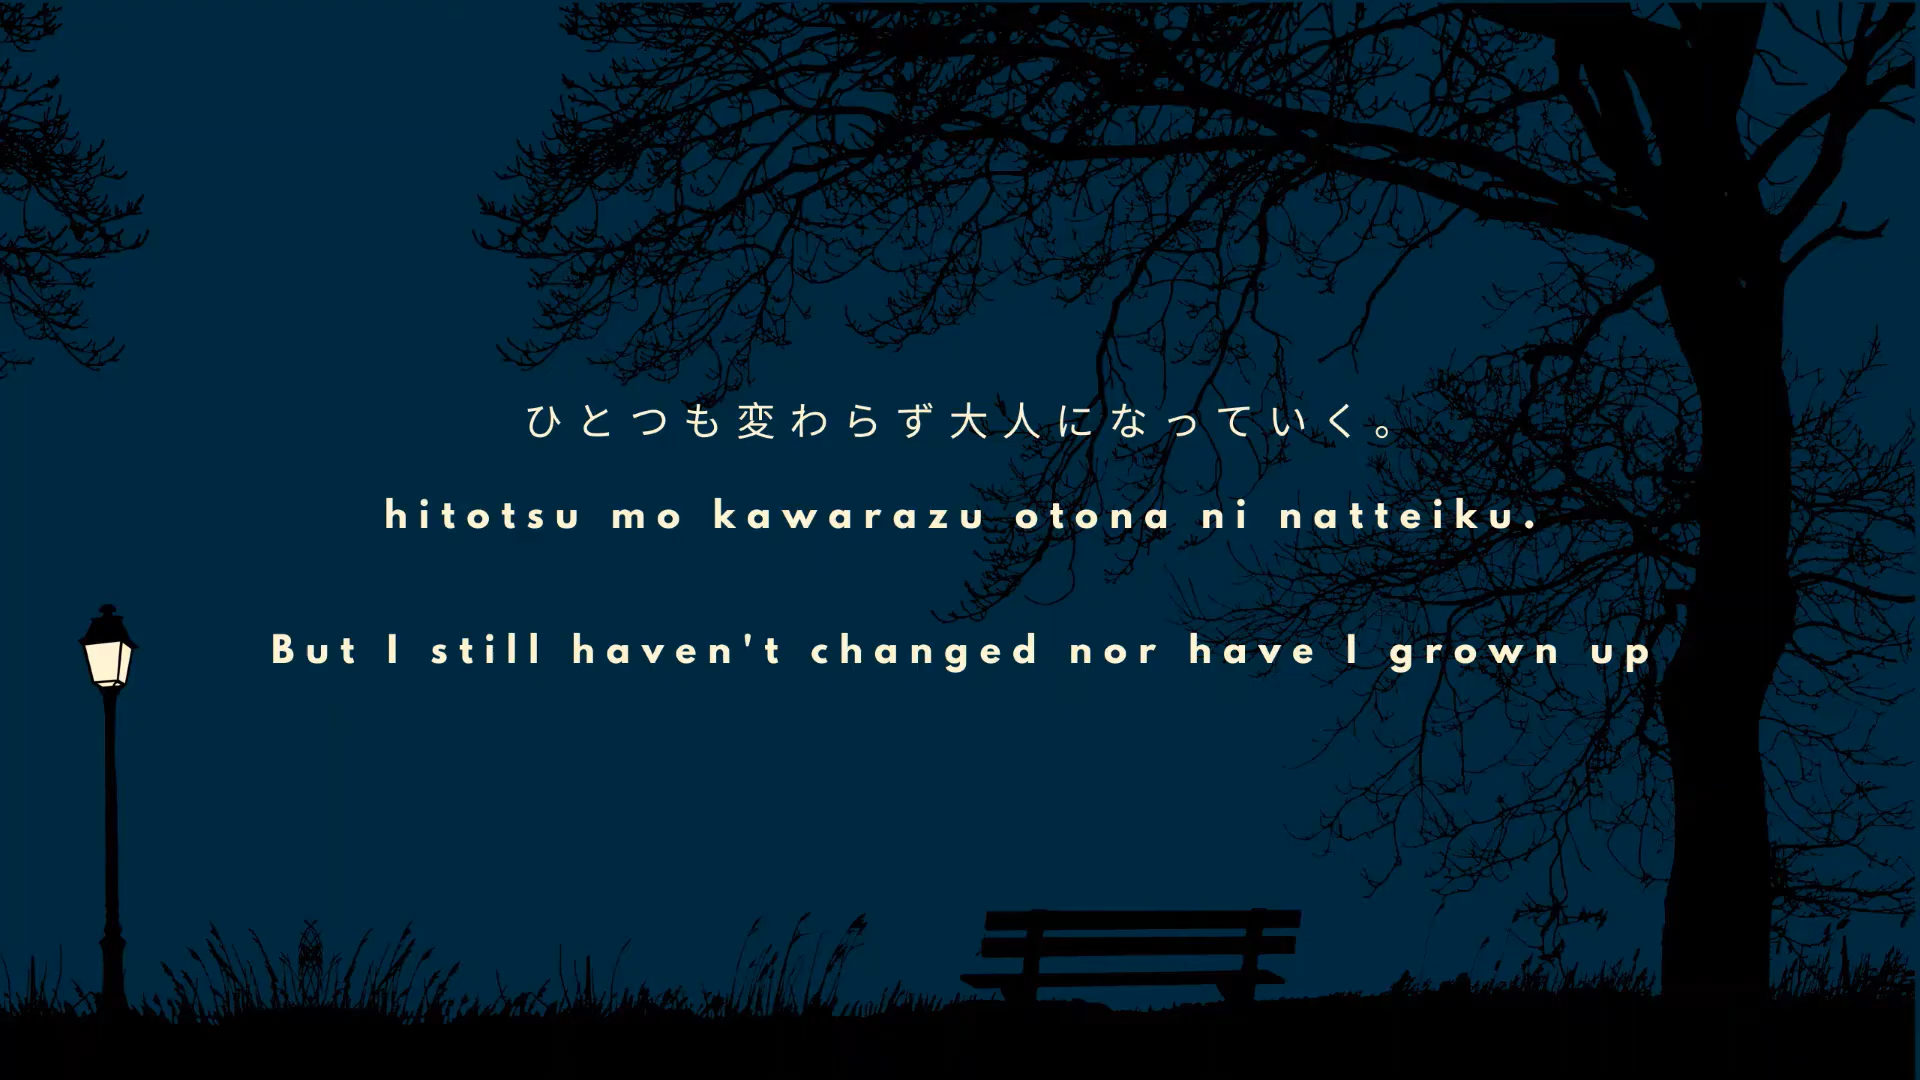 ひとつも変わらず大人になっていく。
hitotsu mo kawarazu otona ni natteiku.
But I still haven't changed nor have I grown up